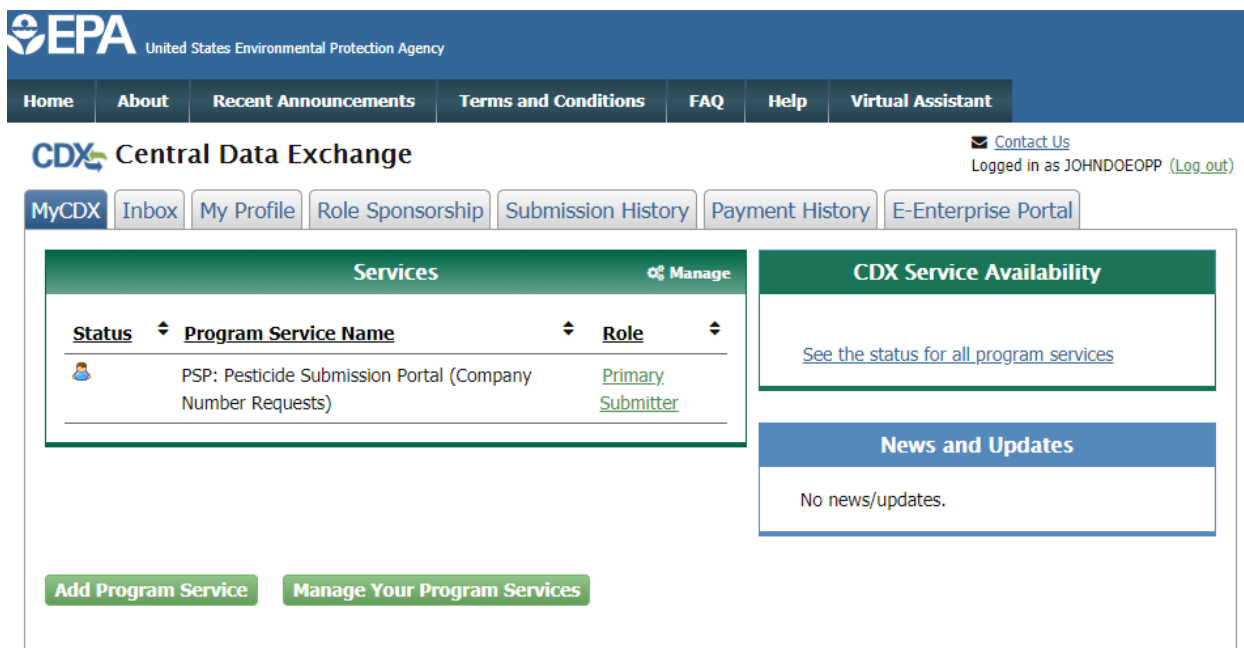 EPA United States Environmental Protection Agency
Home About Recent Announcements Terms and Conditions FAQ Help Virtual Assistant
CDX Central Data Exchange
Contact Us
Logged in as JOHNDOEOPP (Log out)
MyCDX Inbox My Profile Role Sponsorship Submission History Payment History E-Enterprise Portal
Services Manage
Status Program Service Name Role
PSP: Pesticide Submission Portal (Company Primary
Number Requests) Submitter
CDX Service Availability
See the status for all program services
News and Updates
No news/updates.
Add Program Service Manage Your Program Services